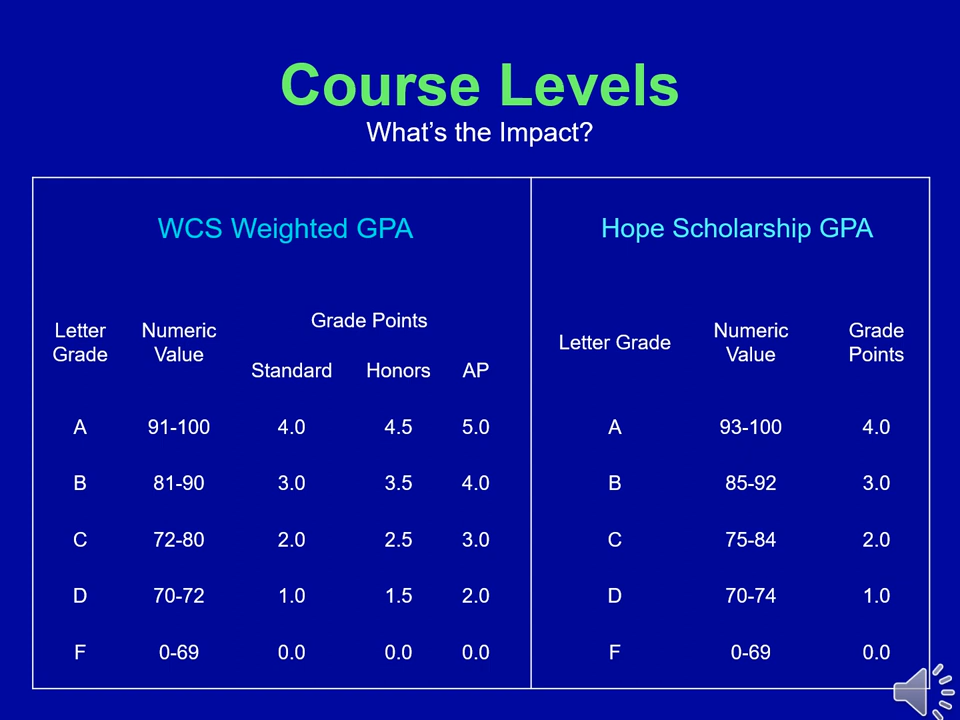 Course Levels
What's the Impact?
WCS Weighted GPA
Hope Scholarship GPA
Letter Grade
Numeric Value
Grade Points
Standard Honors AP
Letter Grade
Numeric Value
Grade Points
A 91-100 4.0 4.5 5.0 A 93-100 4.0
B 81-90 3.0 3.5 4.0 B 85-92 3.0
C 72-80 2.0 2.5 3.0 C 75-84 2.0
D 70-72 1.0 1.5 2.0 D 70-74 1.0
F 0-69 0.0 0.0 0.0 F 0-69 0.0